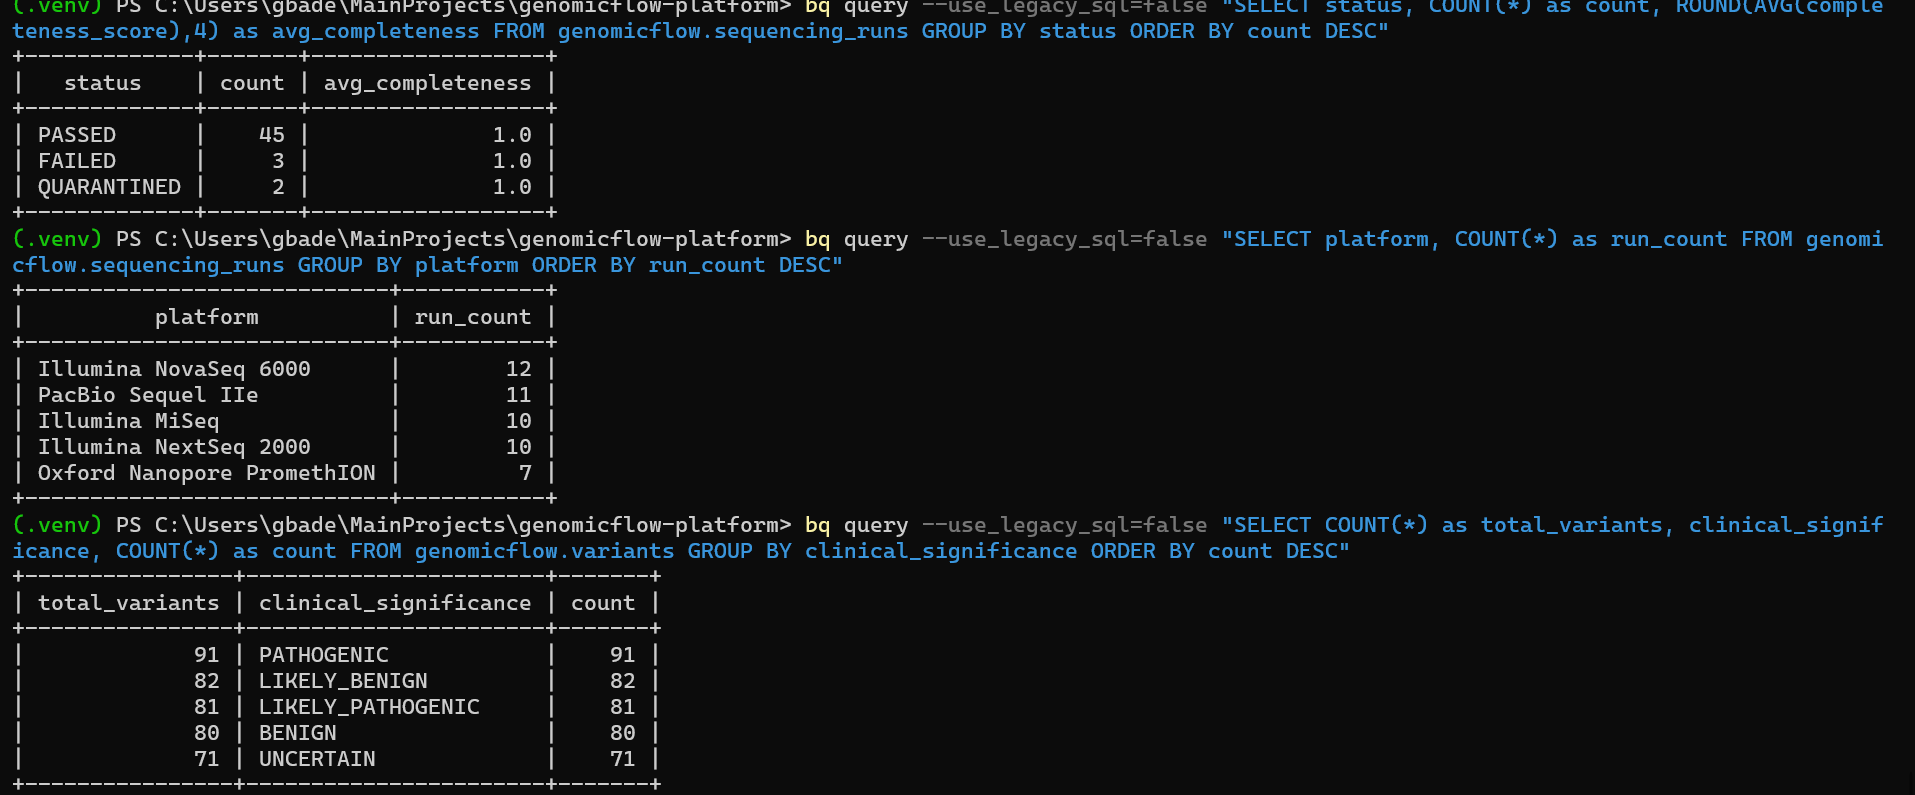 (.venv) PS C:\Users\gbade\MainProjects\genomicflow-platform> bq query --use_legacy_sql=false "SELECT status, COUNT(*) as count, ROUND(AVG(comple
teness_score),4) as avg_completeness FROM genomicflow.sequencing_runs GROUP BY status ORDER BY count DESC"
+-------------+-------+------------------+
|   status    | count | avg_completeness |
+-------------+-------+------------------+
| PASSED      |    45 |              1.0 |
| FAILED      |     3 |              1.0 |
| QUARANTINED |     2 |              1.0 |
+-------------+-------+------------------+
(.venv) PS C:\Users\gbade\MainProjects\genomicflow-platform> bq query --use_legacy_sql=false "SELECT platform, COUNT(*) as run_count FROM genomi
cflow.sequencing_runs GROUP BY platform ORDER BY run_count DESC"
+----------------------------+-----------+
|          platform          | run_count |
+----------------------------+-----------+
| Illumina NovaSeq 6000      |        12 |
| PacBio Sequel IIe          |        11 |
| Illumina MiSeq             |        10 |
| Illumina NextSeq 2000      |        10 |
| Oxford Nanopore PromethION |         7 |
+----------------------------+-----------+
(.venv) PS C:\Users\gbade\MainProjects\genomicflow-platform> bq query --use_legacy_sql=false "SELECT COUNT(*) as total_variants, clinical_signif
icance, COUNT(*) as count FROM genomicflow.variants GROUP BY clinical_significance ORDER BY count DESC"
+----------------+-----------------------+-------+
| total_variants | clinical_significance | count |
+----------------+-----------------------+-------+
|             91 | PATHOGENIC            |    91 |
|             82 | LIKELY_BENIGN         |    82 |
|             81 | LIKELY_PATHOGENIC     |    81 |
|             80 | BENIGN                |    80 |
|             71 | UNCERTAIN             |    71 |
+----------------+-----------------------+-------+